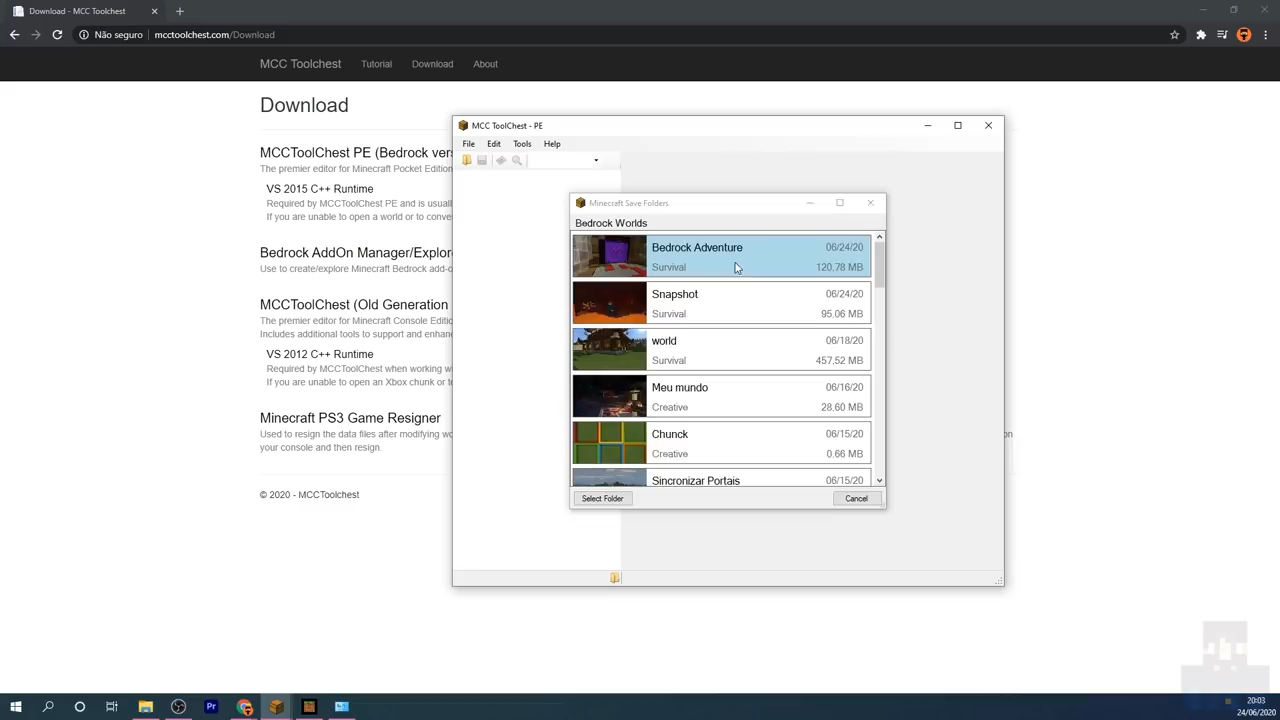 Download - MCC Toolchest
Não seguro
mcctoolchest.com/Download
MCC Toolchest
Tutorial
Download
About
Download
MCCToolChest PE (Bedrock ver
The premier editor for Minecraft Pocket Edition
VS 2015 C++ Runtime
Required by MCCToolChest PE and is usual
If you are unable to open a world or to conve
Bedrock AddOn Manager/Explor
Use to create/explore Minecraft Bedrock add-o
MCCToolChest (Old Generation
The premier editor for Minecraft Console Editio
Includes additional tools to support and enhan
VS 2012 C++ Runtime
Required by MCCToolChest when working w
If you are unable to open an Xbox chunk or t
Minecraft PS3 Game Resigner
Used to resign the data files after modifying wo
on
your console and then resign.
© 2020 - MCCToolchest
MCC ToolChest - PE
File Edit Tools Help
Minecraft Save Folders
Bedrock Worlds
Bedrock Adventure 06/24/20
Survival 120,78 MB
Snapshot 06/24/20
Survival 95.06 MB
world 06/18/20
Survival 457.52 MB
Meu mundo 06/16/20
Creative 28.60 MB
Chunck 06/15/20
Creative 0.66 MB
Sincronizar Portais 06/15/20
Select Folder
Cancel
Pr
20:03
24/06/2020